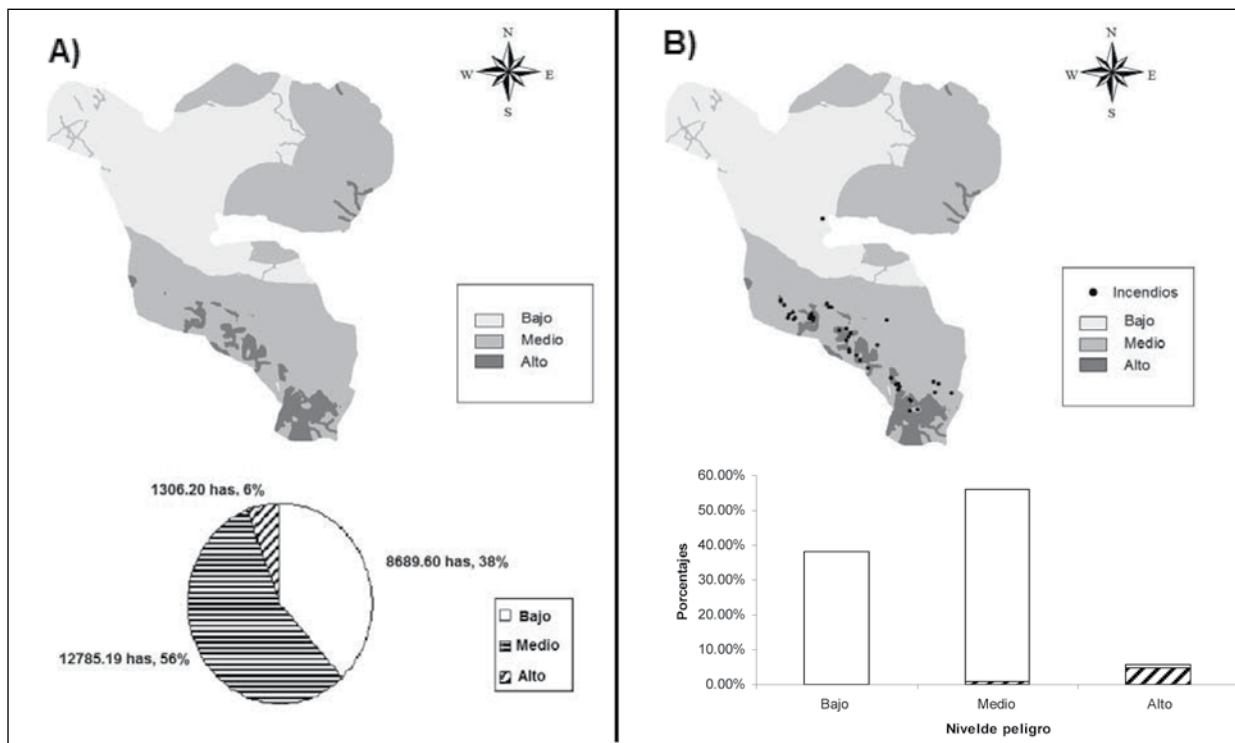 A)
N
W E
S
Bajo
Medio
Alto
1306.20 has, 6%
8689.60 has, 38%
12785.19 has, 56%
Bajo
Medio
Alto
B)
N
W E
S
Incendios
Bajo
Medio
Alto
60.00%
50.00%
40.00%
30.00%
20.00%
10.00%
0.00%
Porcentajes
Bajo Medio Alto
Nivelde peligro